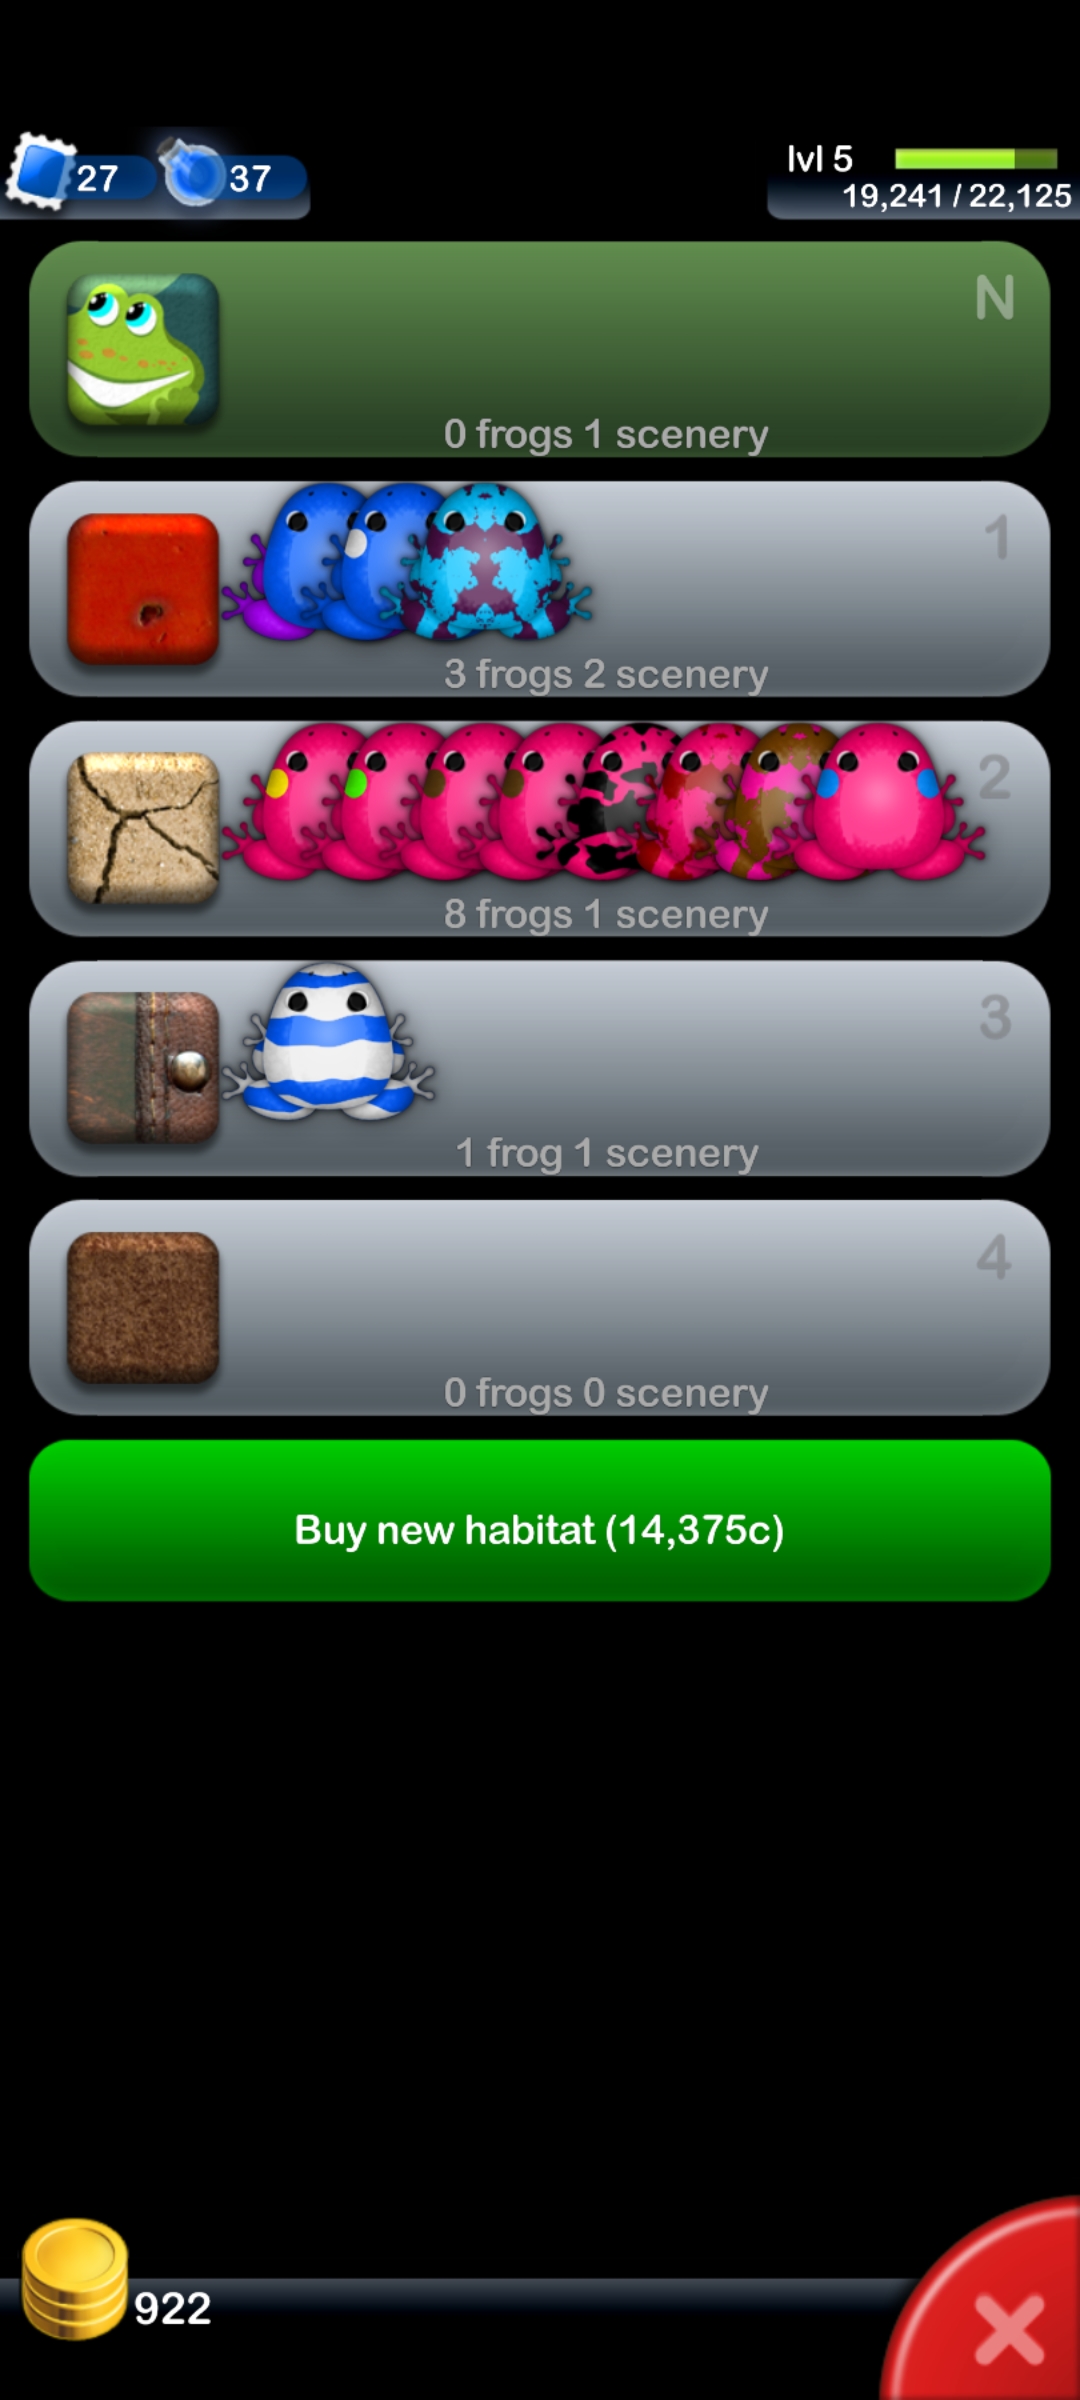 27 37
lvl 5
19,241 / 22,125
N
0 frogs 1 scenery
1
3 frogs 2 scenery
2
8 frogs 1 scenery
3
1 frog 1 scenery
4
0 frogs 0 scenery
Buy new habitat (14,375c)
922